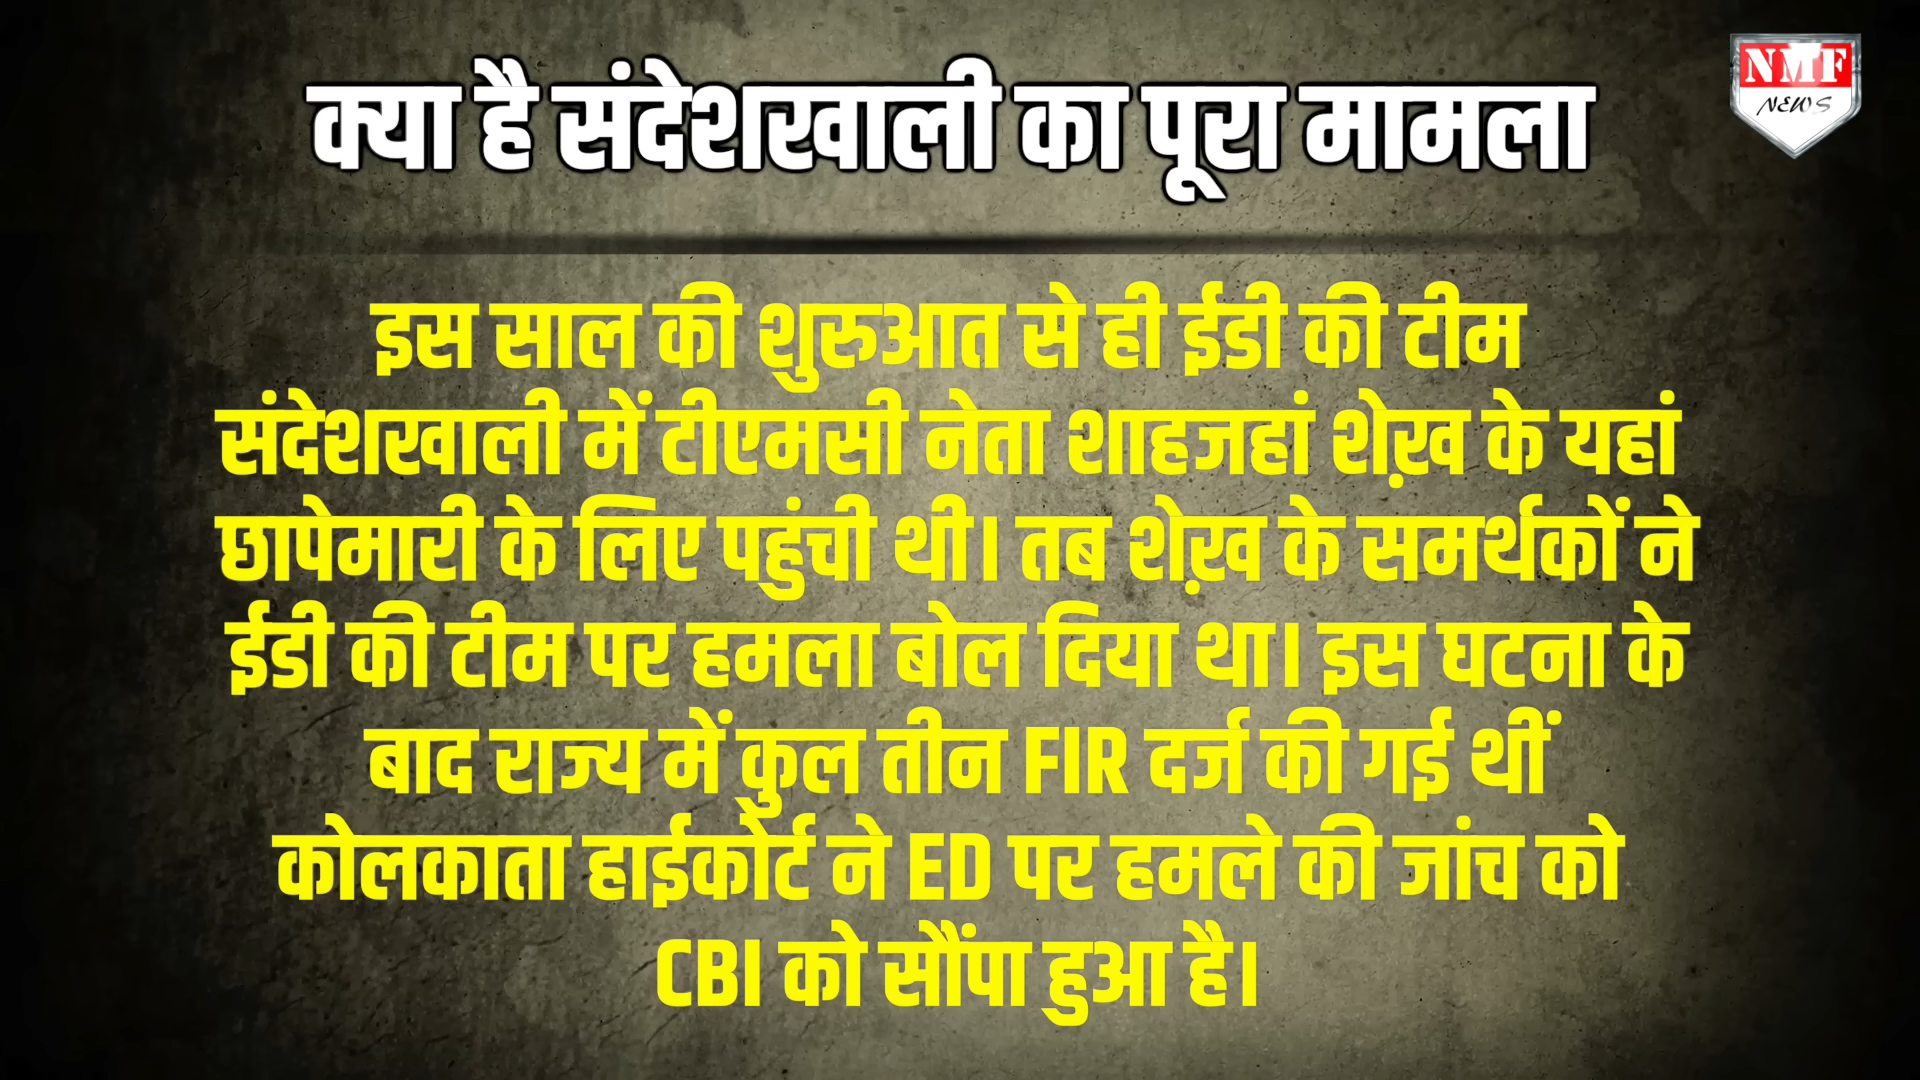 क्या है संदेशखाली का पूरा मामला
NMF
NEWS
इस साल की शुरुआत से ही ईडी की टीम
संदेशखाली में टीएमसी नेता शाहजहां शेख़ के यहां
छापेमारी के लिए पहुंची थी। तब शेख़ के समर्थकों ने
ईडी की टीम पर हमला बोल दिया था। इस घटना के
बाद राज्य में कुल तीन FIR दर्ज की गई थीं
कोलकाता हाईकोर्ट ने ED पर हमले की जांच को
CBI को सौंपा हुआ है।